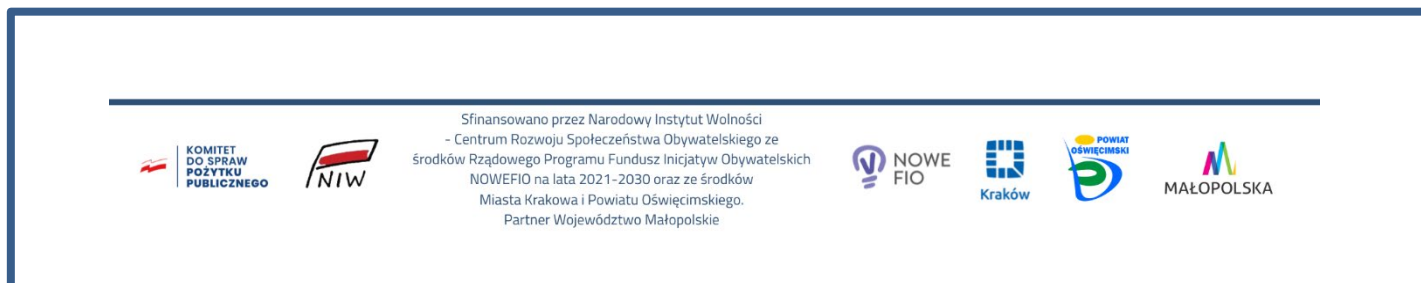 KOMITET
DO SPRAW
POŻYTKU
PUBLICZNEGO
NIW
Sfinansowano przez Narodowy Instytut Wolności
- Centrum Rozwoju Społeczeństwa Obywatelskiego ze
środków Rządowego Programu Fundusz Inicjatyw Obywatelskich
NOWEFIO na lata 2021-2030 oraz ze środków
Miasta Krakowa i Powiatu Oświęcimskiego.
Partner Województwo Małopolskie
NOWE
FIO
Kraków
POWIAT
OŚWIĘCIMSKI
MAŁOPOLSKA